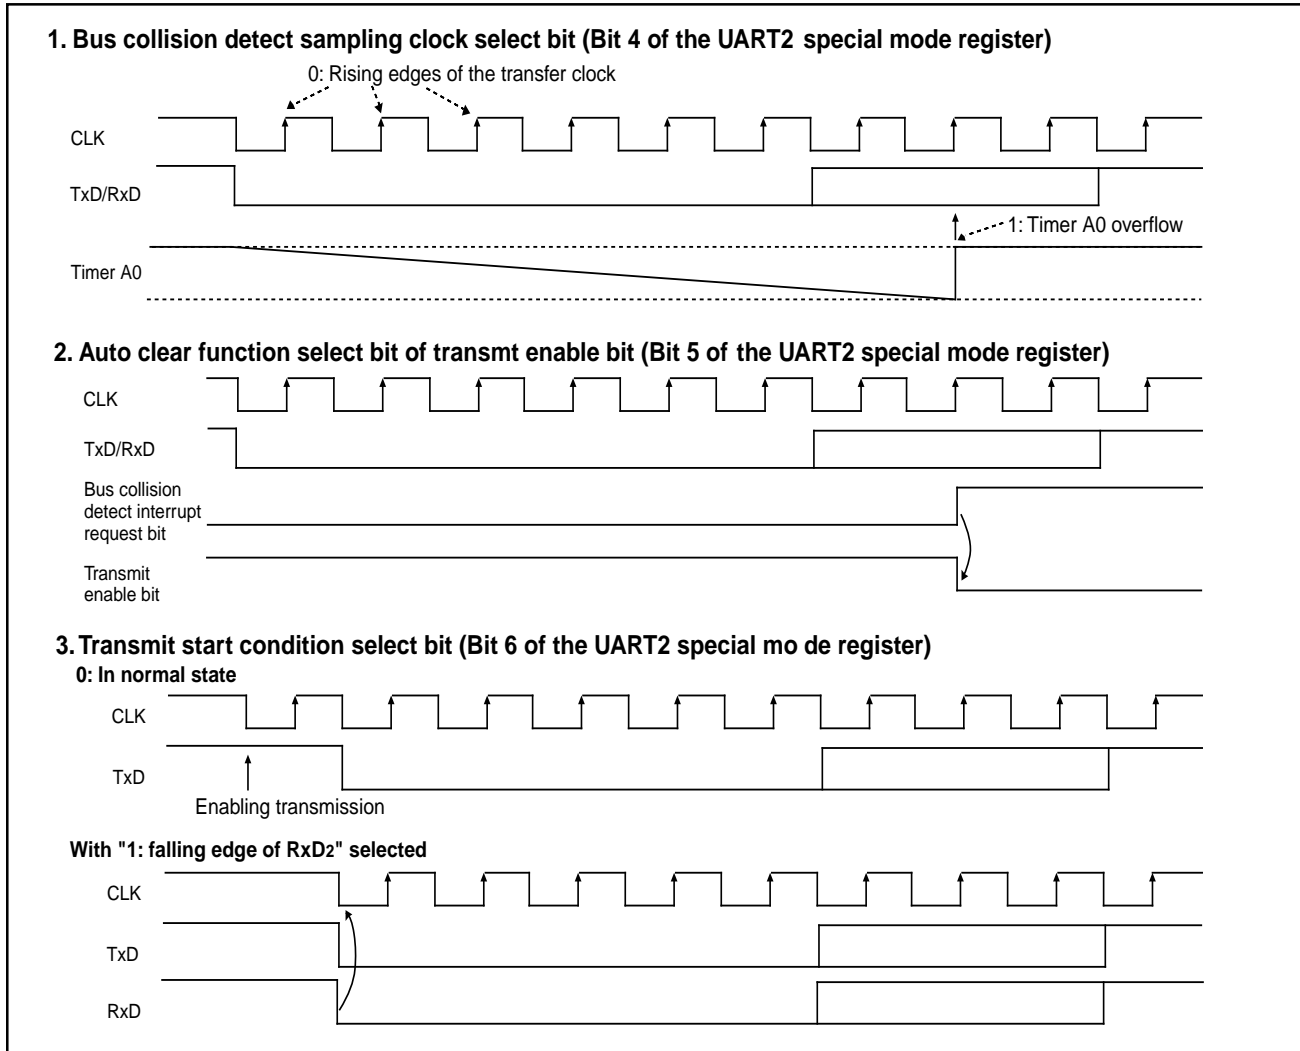 1. Bus collision detect sampling clock select bit (Bit 4 of the UART2 special mode register)
0: Rising edges of the transfer clock
CLK
TxD/RxD
1: Timer A0 overflow
Timer A0
2. Auto clear function select bit of transmt enable bit (Bit 5 of the UART2 special mode register)
CLK
TxD/RxD
Bus collision
detect interrupt
request bit
Transmit
enable bit
3. Transmit start condition select bit (Bit 6 of the UART2 special mo de register)
0: In normal state
CLK
TxD
Enabling transmission
With "1: falling edge of RxD2" selected
CLK
TxD
RxD